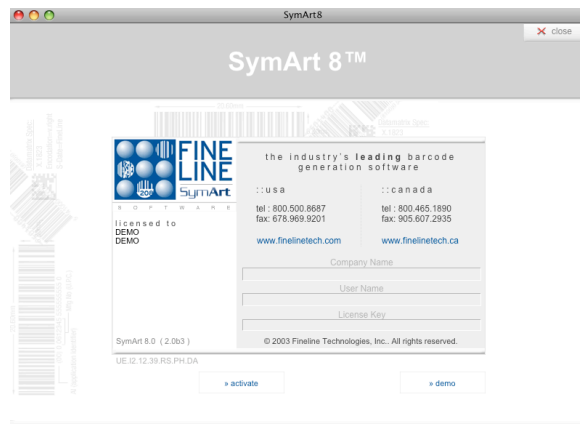 SymArt8
close
SymArt 8™
FINE
LINE
SymArt
SOFTWARE
licensed to
DEMO
DEMO
SymArt 8.0 ( 2.0b3 )
the industry's leading barcode
generation software
::usa
tel : 800.500.8687
fax: 678.969.9201
www.finelinetech.com
::canada
tel : 800.465.1890
fax: 905.607.2935
www.finelinetech.ca
Company Name
User Name
License Key
© 2003 Fineline Technologies, Inc.. All rights reserved.
UE.I2.12.39.RS.PH.DA
» activate
» demo